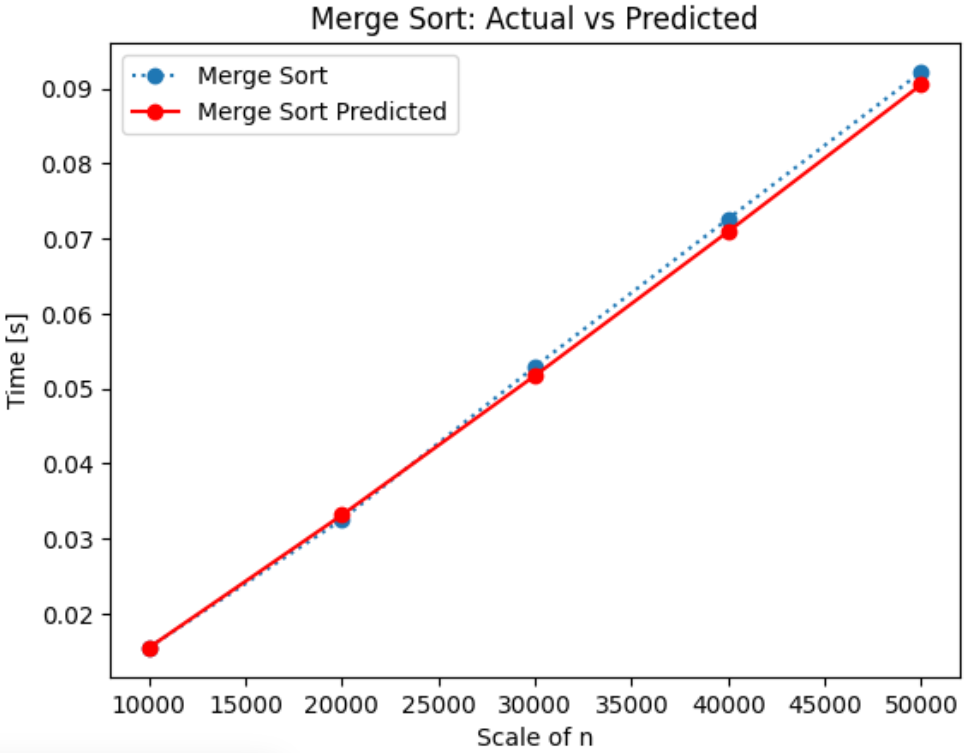 Merge Sort: Actual vs Predicted
Merge Sort
Merge Sort Predicted
0.09
0.08
0.07
0.06
0.05
0.04
0.03
0.02
Time [s]
10000 15000 20000 25000 30000 35000 40000 45000 50000
Scale of n